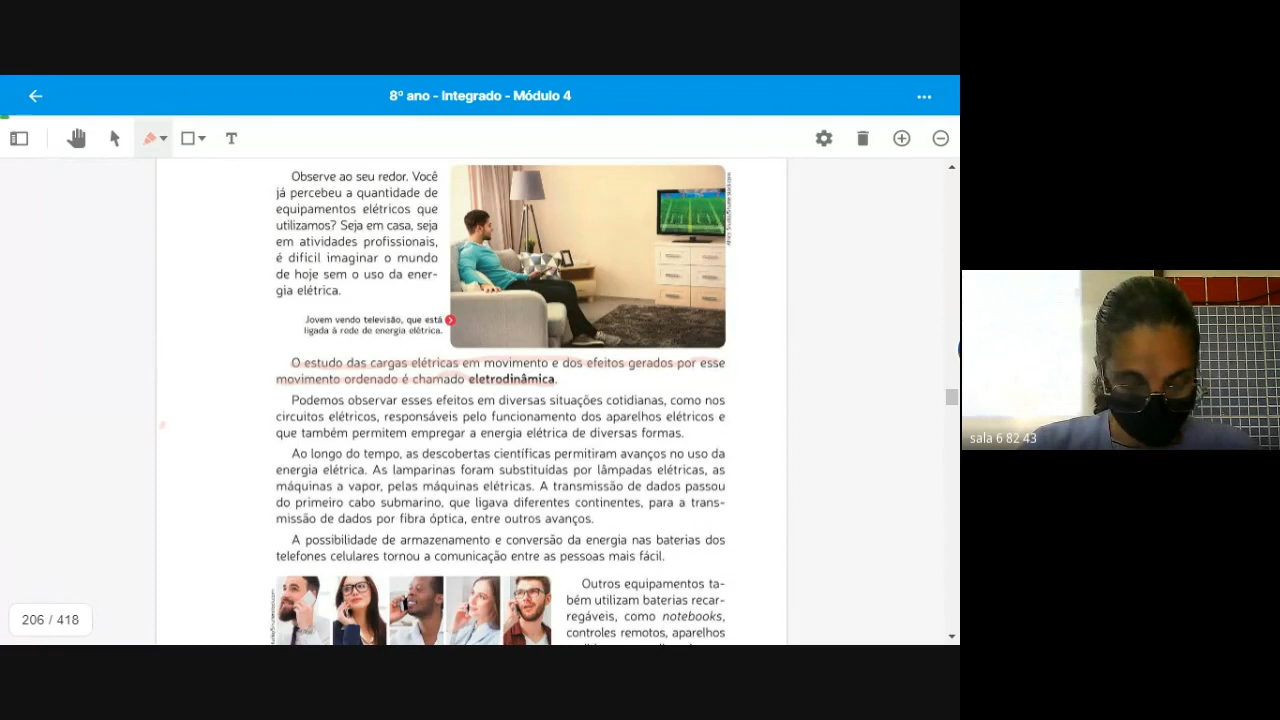 8º ano - Integrado - Módulo 4
Observe ao seu redor. Você
já percebeu a quantidade de
equipamentos elétricos que
utilizamos? Seja em casa, seja
em atividades profissionais,
é difícil imaginar o mundo
de hoje sem o uso da ener-
gia elétrica.
Jovem vendo televisão, que está
ligada à rede de energia elétrica.
O estudo das cargas elétricas em movimento e dos efeitos gerados por esse
movimento ordenado é chamado eletrodinâmica.
Podemos observar esses efeitos em diversas situações cotidianas, como nos
circuitos elétricos, responsáveis pelo funcionamento dos aparelhos elétricos e
que também permitem empregar a energia elétrica de diversas formas.
Ao longo do tempo, as descobertas científicas permitiram avanços no uso da
energia elétrica. As lamparinas foram substituídas por lâmpadas elétricas, as
máquinas a vapor, pelas máquinas elétricas. A transmissão de dados passou
do primeiro cabo submarino, que ligava diferentes continentes, para a trans-
missão de dados por fibra óptica, entre outros avanços.
A possibilidade de armazenamento e conversão da energia nas baterias dos
telefones celulares tornou a comunicação entre as pessoas mais fácil.
Outros equipamentos ta-
bém utilizam baterias recar-
regáveis, como notebooks,
controles remotos, aparelhos
206 / 418
sala 6 82 43